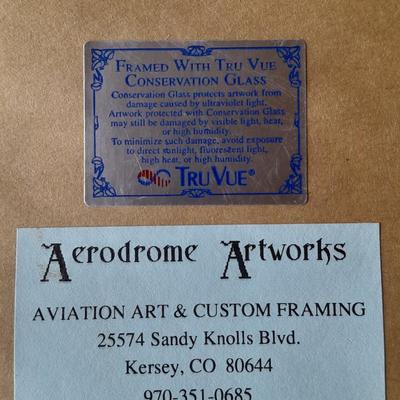 FRAMED WITH TRU VUE
CONSERVATION GLASS
Conservation Glass protects artwork from
damage caused by ultraviolet light.
Artwork protected with Conservation Glass
may still be damaged by visible light, heat,
or high humidity.
To minimize such damage, avoid exposure
to direct sunlight, fluorescent light,
high heat, or high humidity.
TRU VUE®
Aerodrome Artworks
AVIATION ART & CUSTOM FRAMING
25574 Sandy Knolls Blvd.
Kersey, CO 80644
970-351-0685